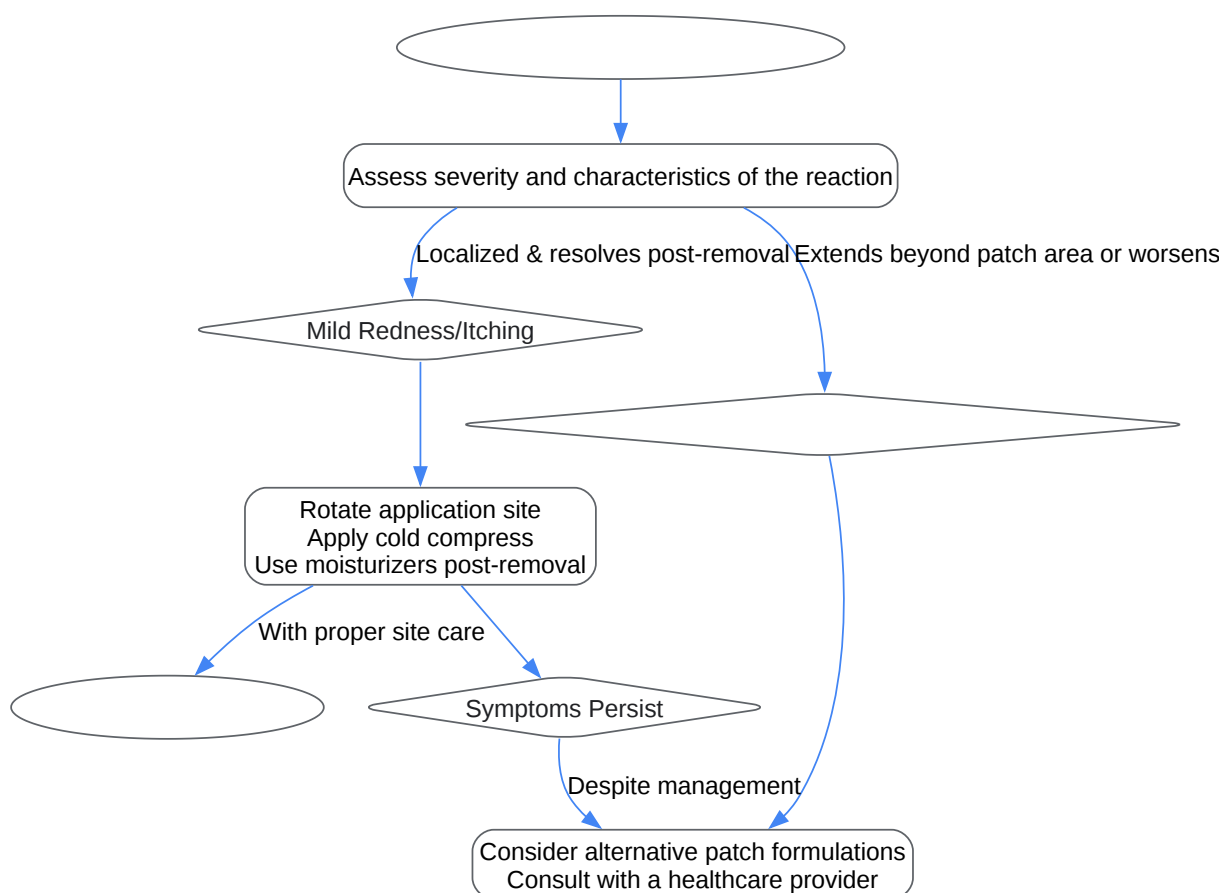 Assess severity and characteristics of the reaction
Localized & resolves post-removal
Extends beyond patch area or worsens
Mild Redness/Itching
Rotate application site
Apply cold compress
Use moisturizers post-removal
With proper site care
Symptoms Persist
Despite management
Consider alternative patch formulations
Consult with a healthcare provider